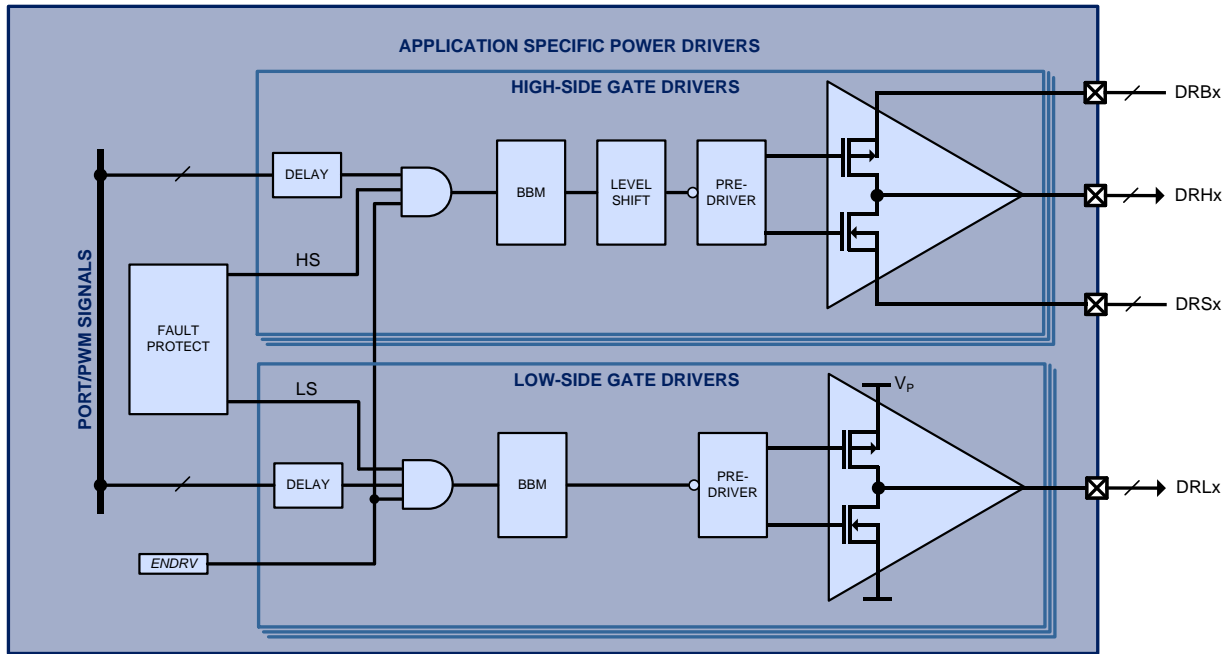 APPLICATION SPECIFIC POWER DRIVERS
HIGH-SIDE GATE DRIVERS
DRBx
DELAY
BBM
LEVEL
SHIFT
PRE-
DRIVER
DRHx
HS
PORT/PWM SIGNALS
FAULT
PROTECT
DRSx
LOW-SIDE GATE DRIVERS
LS
VP
DELAY
BBM
PRE-
DRIVER
DRLx
ENDRV